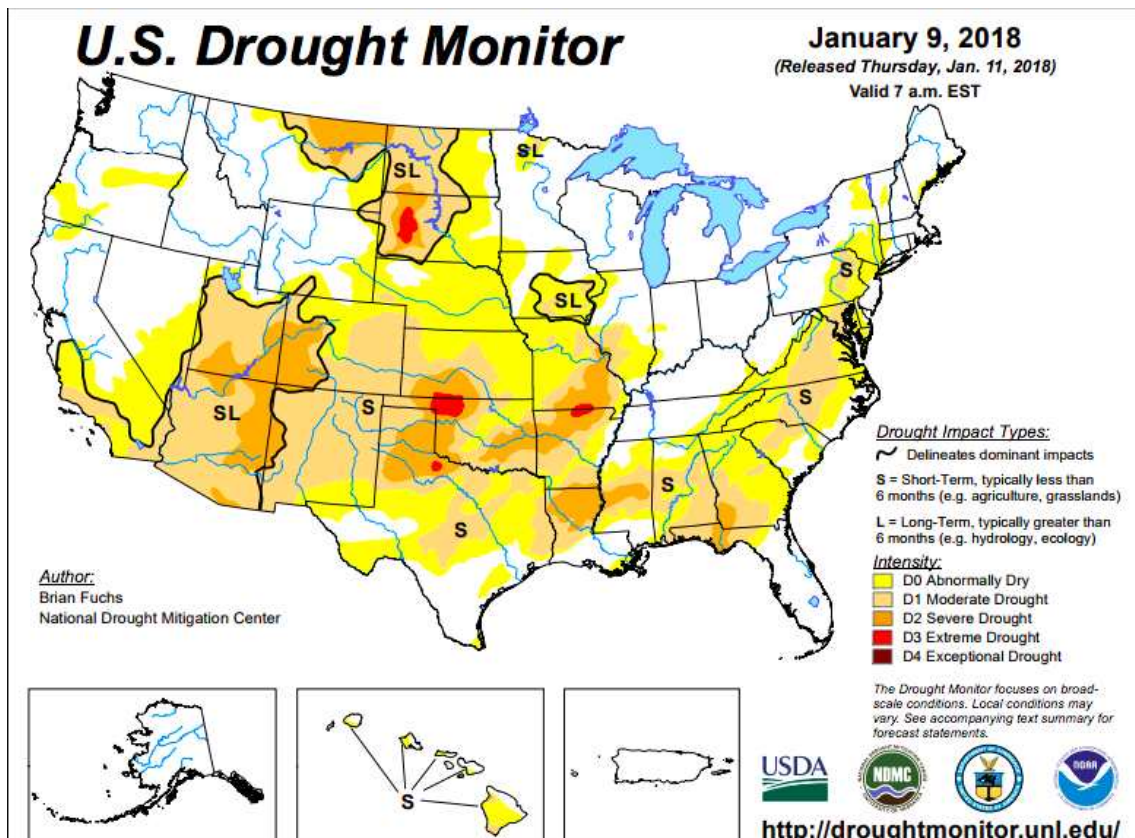 U.S. Drought Monitor
January 9, 2018
(Released Thursday, Jan. 11, 2018)
Valid 7 a.m. EST
SL
SL
SL
S
SL
S
S
S
S
Drought Impact Types:
Delineates dominant impacts
S = Short-Term, typically less than
6 months (e.g. agriculture, grasslands)
L = Long-Term, typically greater than
6 months (e.g. hydrology, ecology)
Intensity:
D0 Abnormally Dry
D1 Moderate Drought
D2 Severe Drought
D3 Extreme Drought
D4 Exceptional Drought
Author:
Brian Fuchs
National Drought Mitigation Center
The Drought Monitor focuses on broad-
scale conditions. Local conditions may
vary. See accompanying text summary for
forecast statements.
S
USDA
NDMC
NOAA
http://droughtmonitor.unl.edu/